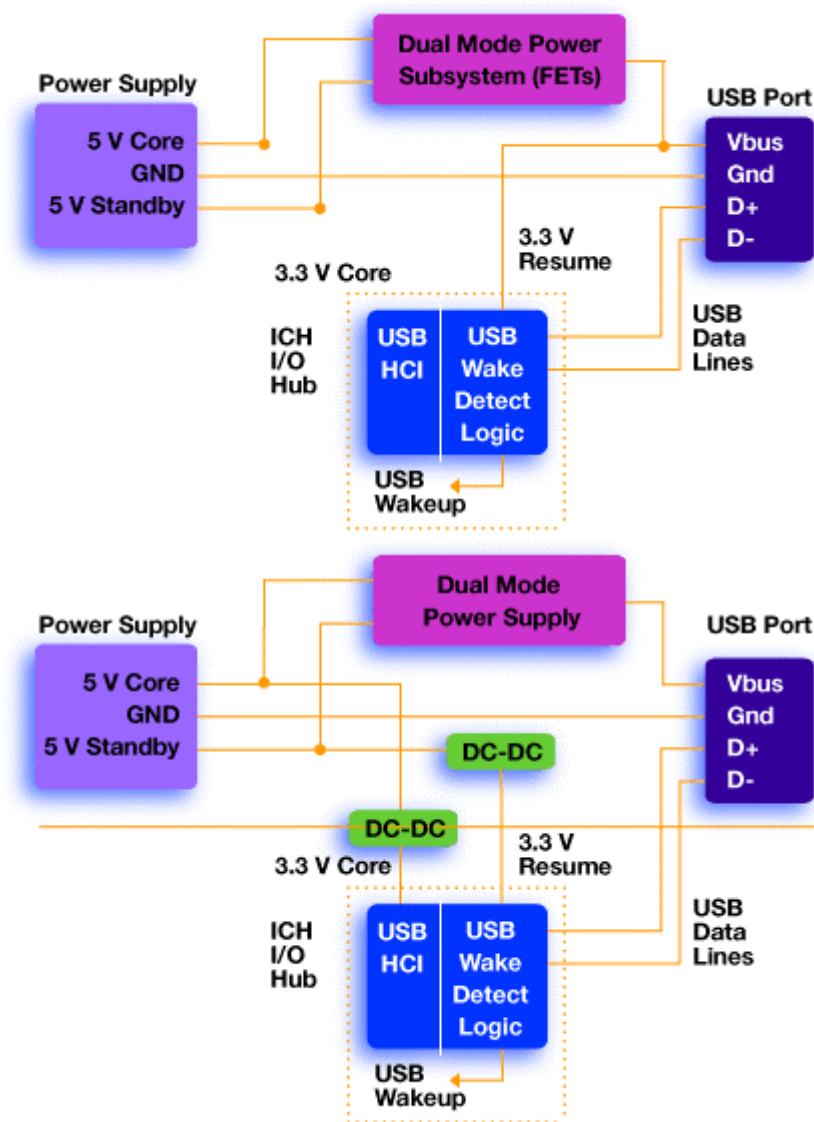 Dual Mode Power
Subsystem (FETs)
Power Supply
5 V Core
GND
5 V Standby
USB Port
Vbus
Gnd
D+
D-
3.3 V
Resume
3.3 V Core
ICH
I/O
Hub
USB
HCI
USB
Wake
Detect
Logic
USB
Data
Lines
USB
Wakeup
Dual Mode
Power Supply
Power Supply
5 V Core
GND
5 V Standby
USB Port
Vbus
Gnd
D+
D-
DC-DC
DC-DC
3.3 V
Resume
3.3 V Core
ICH
I/O
Hub
USB
HCI
USB
Wake
Detect
Logic
USB
Data
Lines
USB
Wakeup